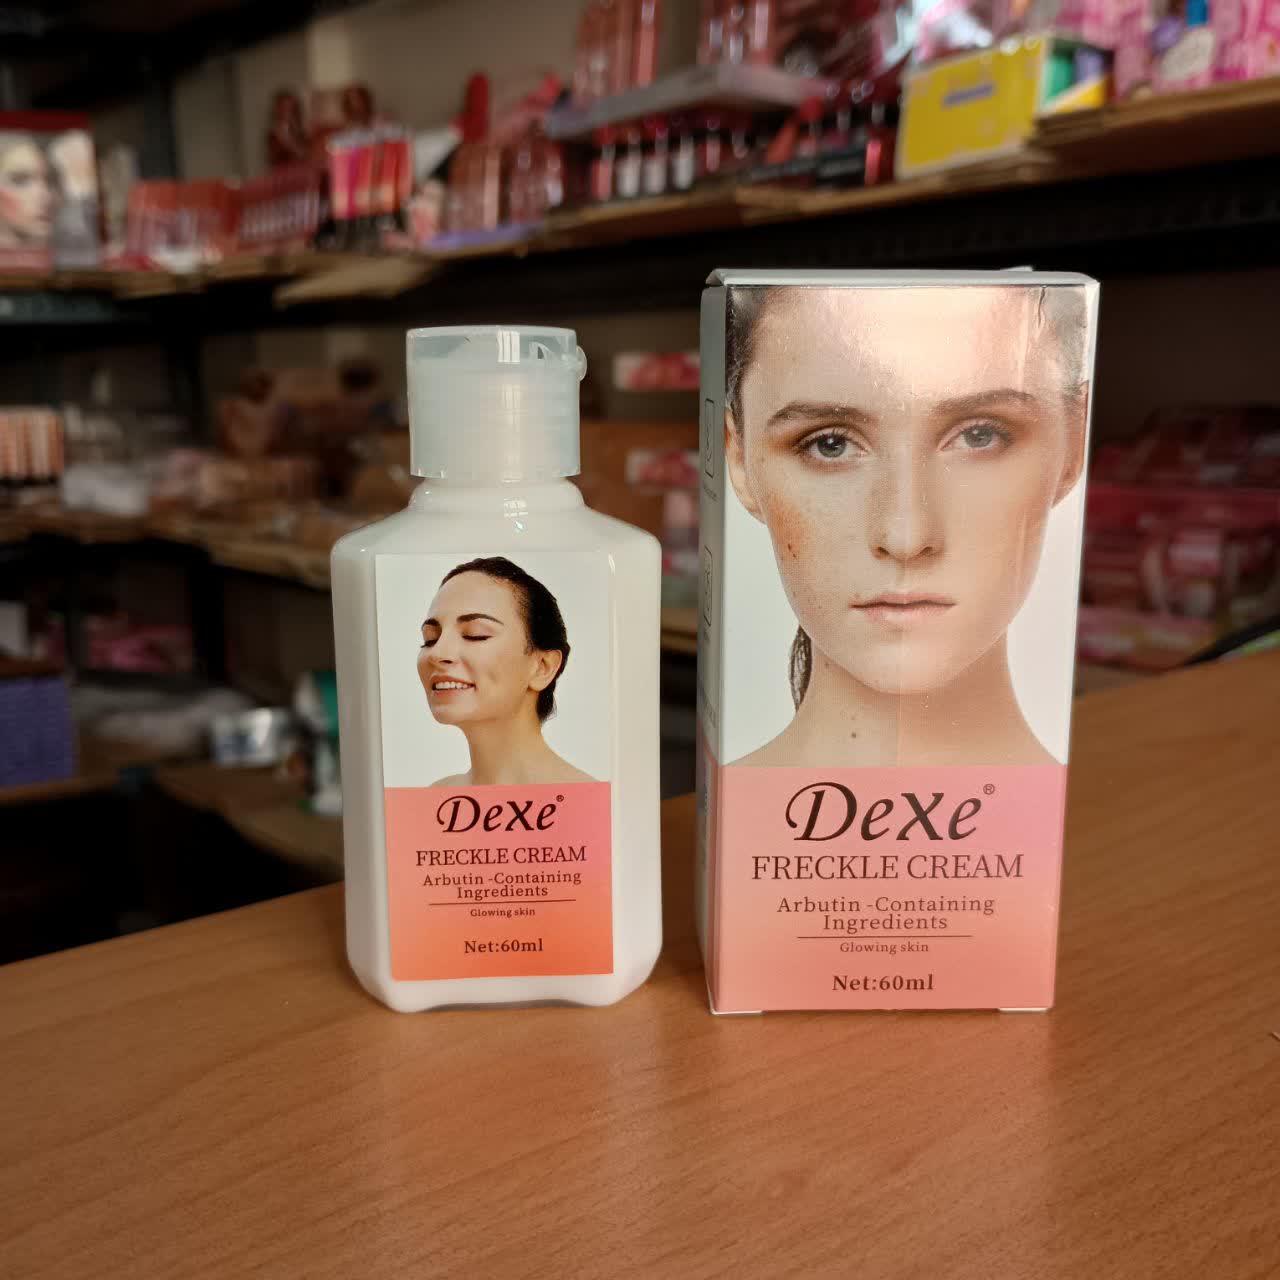 DeXe®
FRECKLE CREAM
Arbutin -Containing
Ingredients
Glowing skin
Net:60ml
DeXe®
FRECKLE CREAM
Arbutin -Containing
Ingredients
Glowing skin
Net:60ml